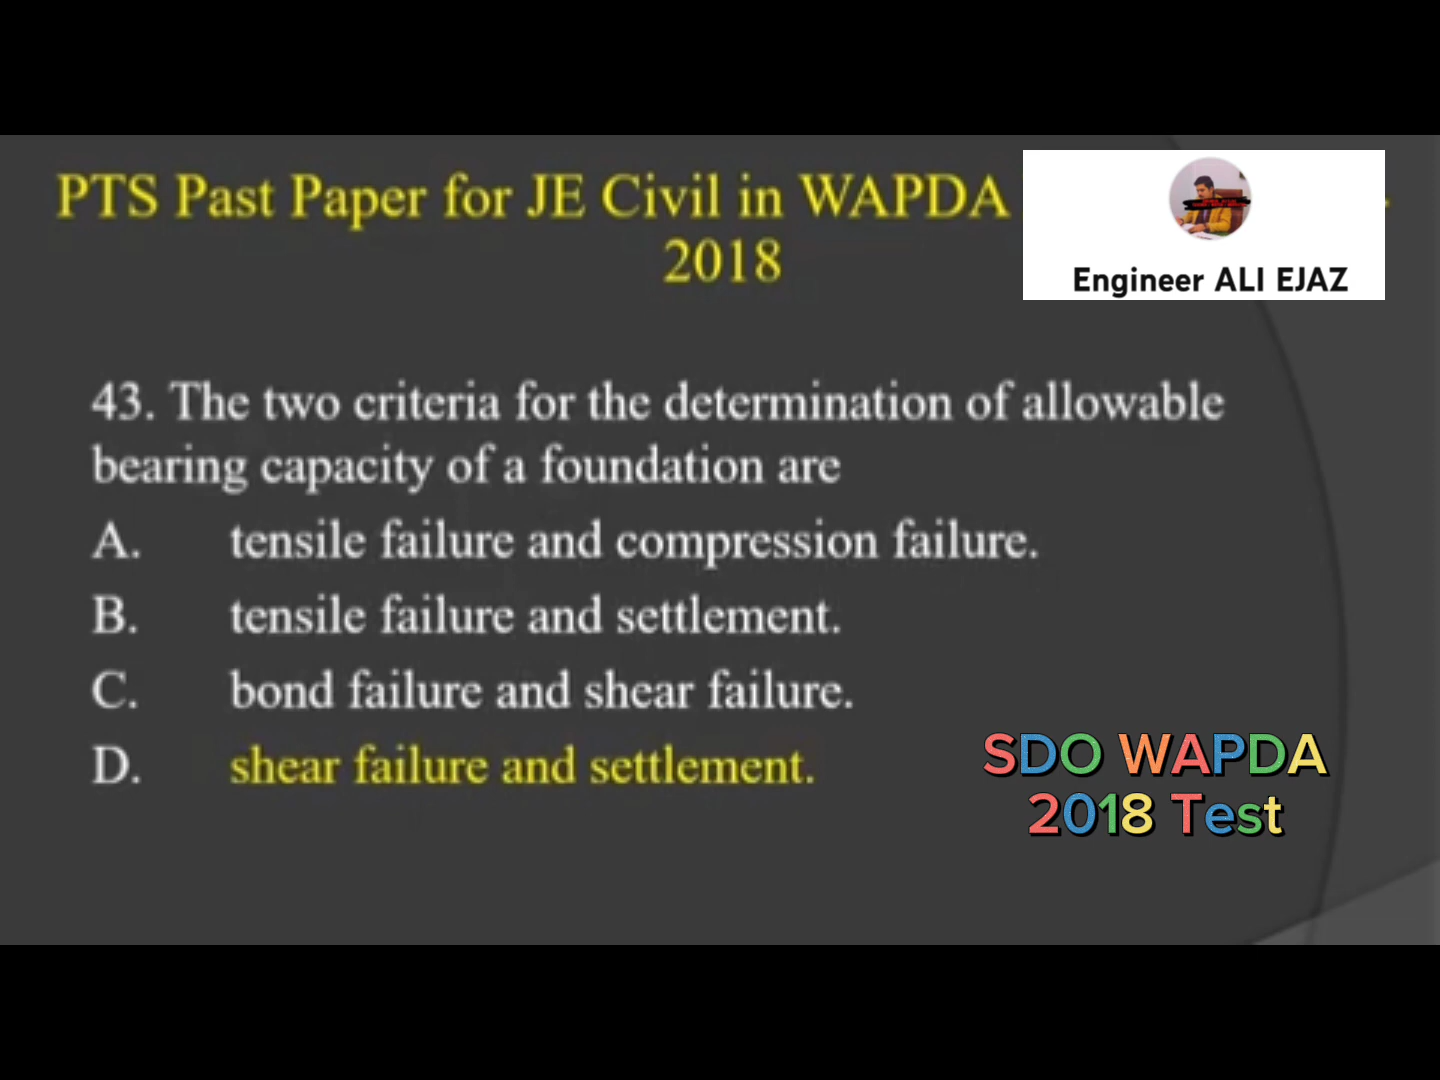 PTS Past Paper for JE Civil in WAPDA
2018
Engineer ALI EJAZ
43. The two criteria for the determination of allowable
bearing capacity of a foundation are
A. tensile failure and compression failure.
B. tensile failure and settlement.
C. bond failure and shear failure.
D. shear failure and settlement.
SDO WAPDA
2018 Test